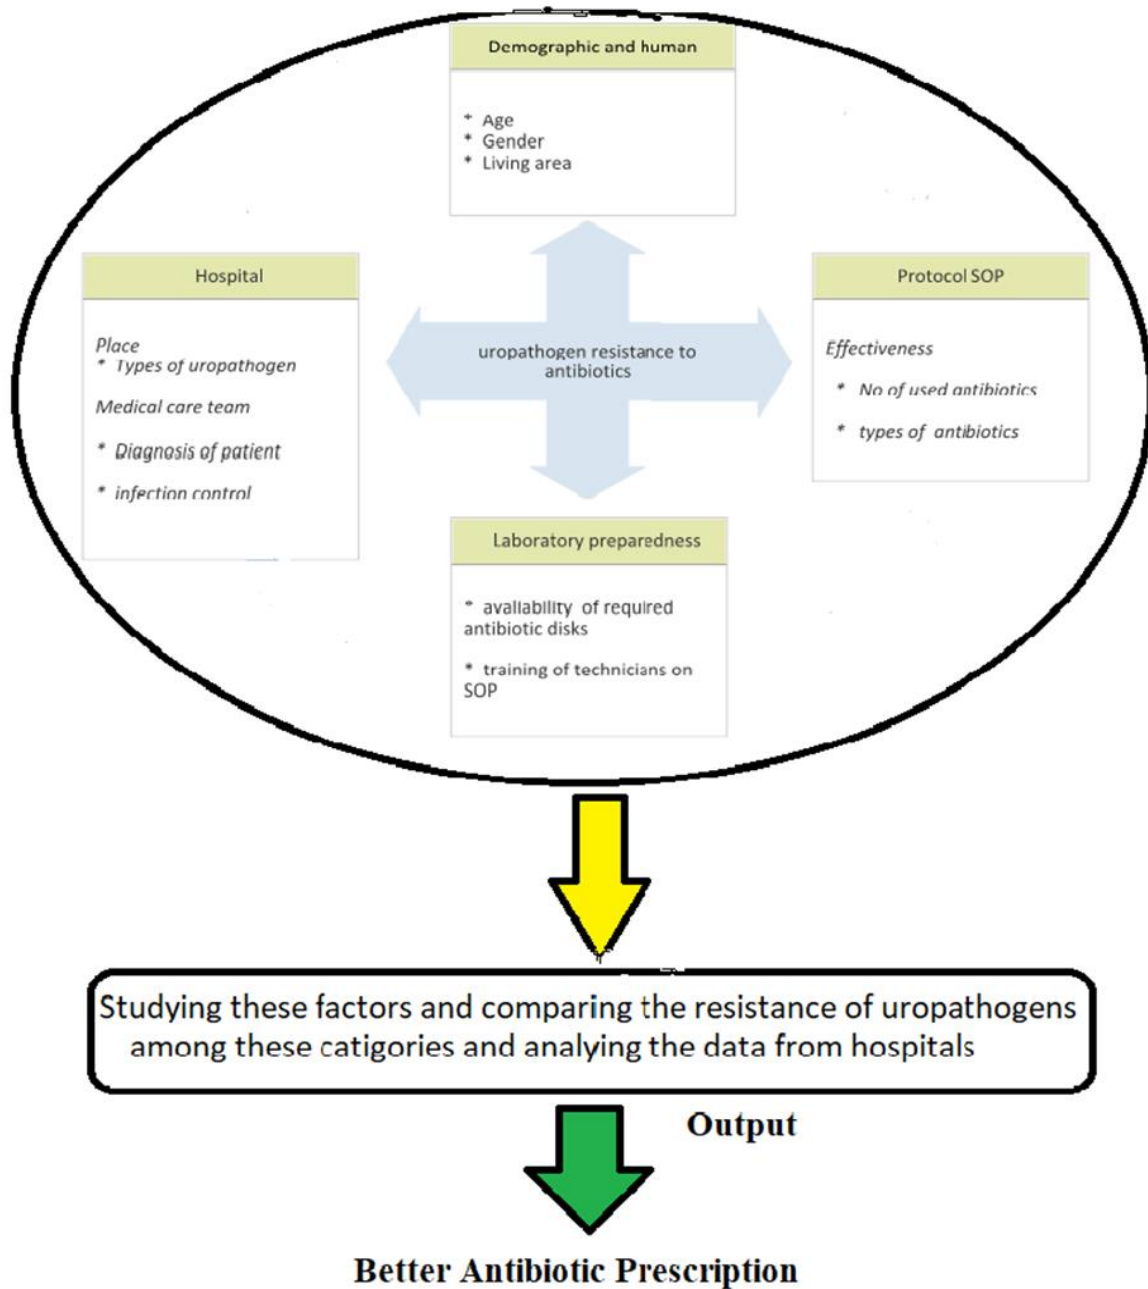 Demographic and human
* Age
* Gender
* Living area
Hospital
Place
* Types of uropathogen
Medical care team
* Diagnosis of patient
* infection control
uropathogen resistance to
antibiotics
Protocol SOP
Effectiveness
* No of used antibiotics
* types of antibiotics
Laboratory preparedness
* avaliability of required
antibiotic disks
* training of technicians on
SOP
Studying these factors and comparing the resistance of uropathogens
among these catigories and analying the data from hospitals
Output
Better Antibiotic Prescription